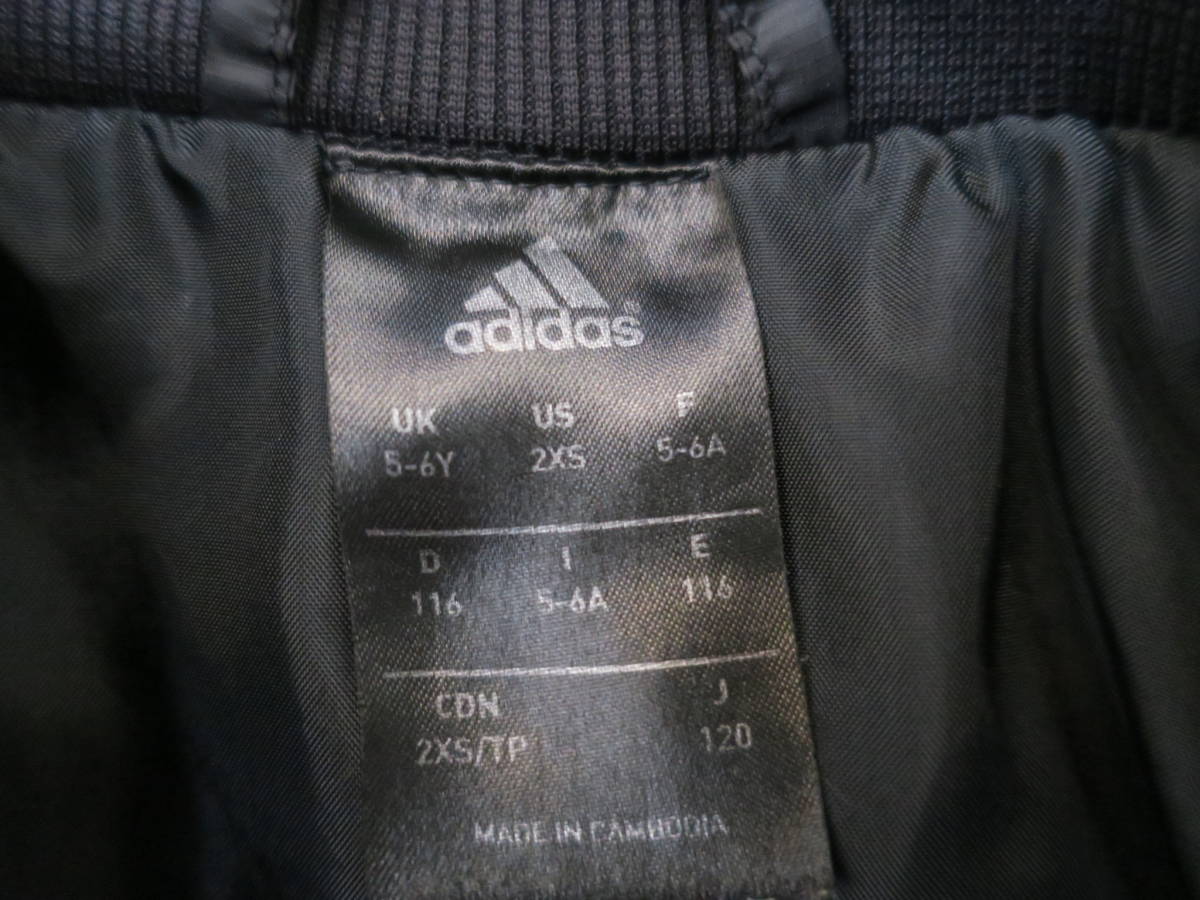 adidas
UK US F
5-6Y 2XS 5-6A
D I E
116 5-6A 116
CDN J
2XS/TP 120
MADE IN CAMBODIA